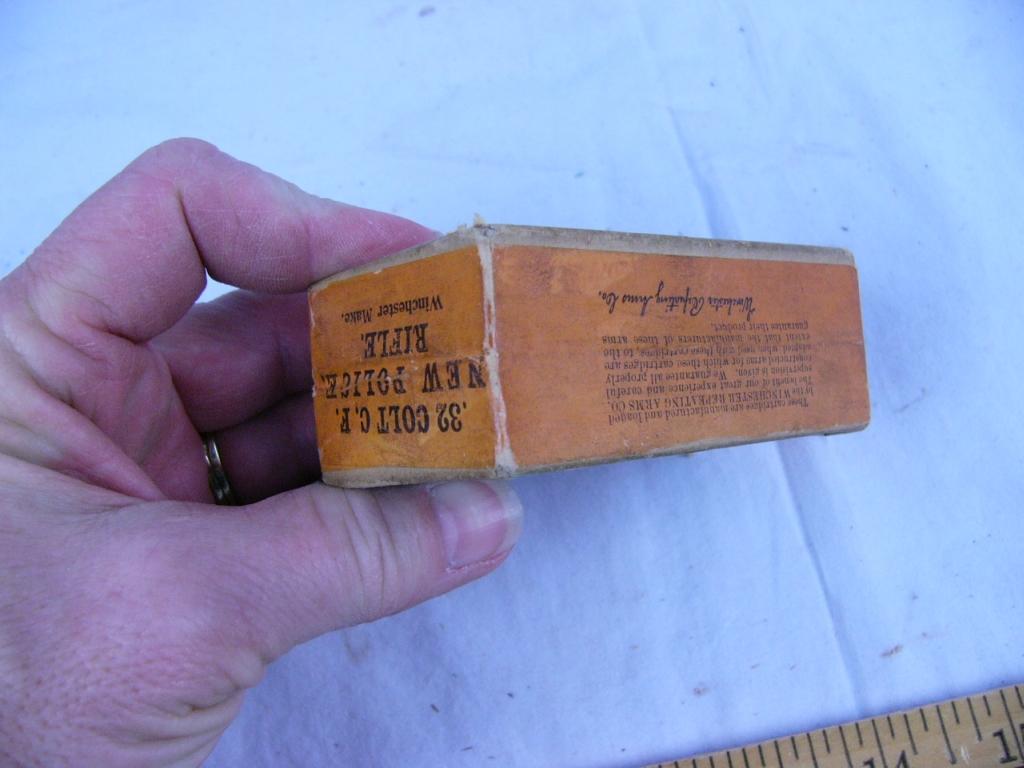 .32 COLT C.F.
NEW POLICE.
RIFLE.
Winchester Make.
These cartridges are manufactured and loaded
by the WINCHESTER REPEATING ARMS CO.
The benefit of our great experience and careful
supervision is given. We guarantee all properly
constructed arms for which these cartridges are
adapted, when used with these cartridges, to the
extent that the manufacturers of these arms
guarantee their product.
Winchester Repeating Arms Co.
14